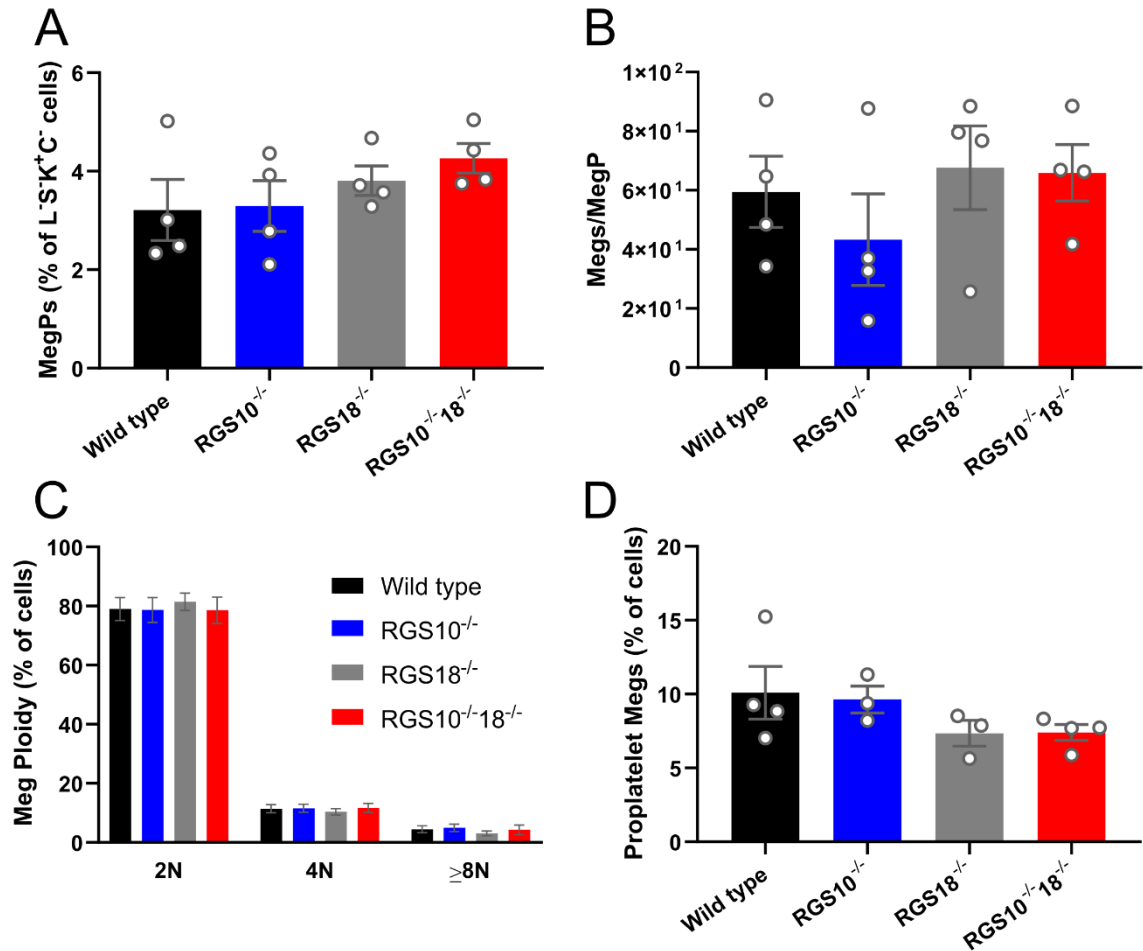 A
MegPs (% of L⁻S⁻K⁺C⁻ cells)
6
4
2
0
Wild type
RGS10⁻/⁻
RGS18⁻/⁻
RGS10⁻/⁻18⁻/⁻
B
Megs/MegP
1×10²
8×10¹
6×10¹
4×10¹
2×10¹
0
Wild type
RGS10⁻/⁻
RGS18⁻/⁻
RGS10⁻/⁻18⁻/⁻
C
Meg Ploidy (% of cells)
100
80
60
40
20
0
2N
4N
≥8N
Wild type
RGS10⁻/⁻
RGS18⁻/⁻
RGS10⁻/⁻18⁻/⁻
D
Proplatelet Megs (% of cells)
20
15
10
5
0
Wild type
RGS10⁻/⁻
RGS18⁻/⁻
RGS10⁻/⁻18⁻/⁻